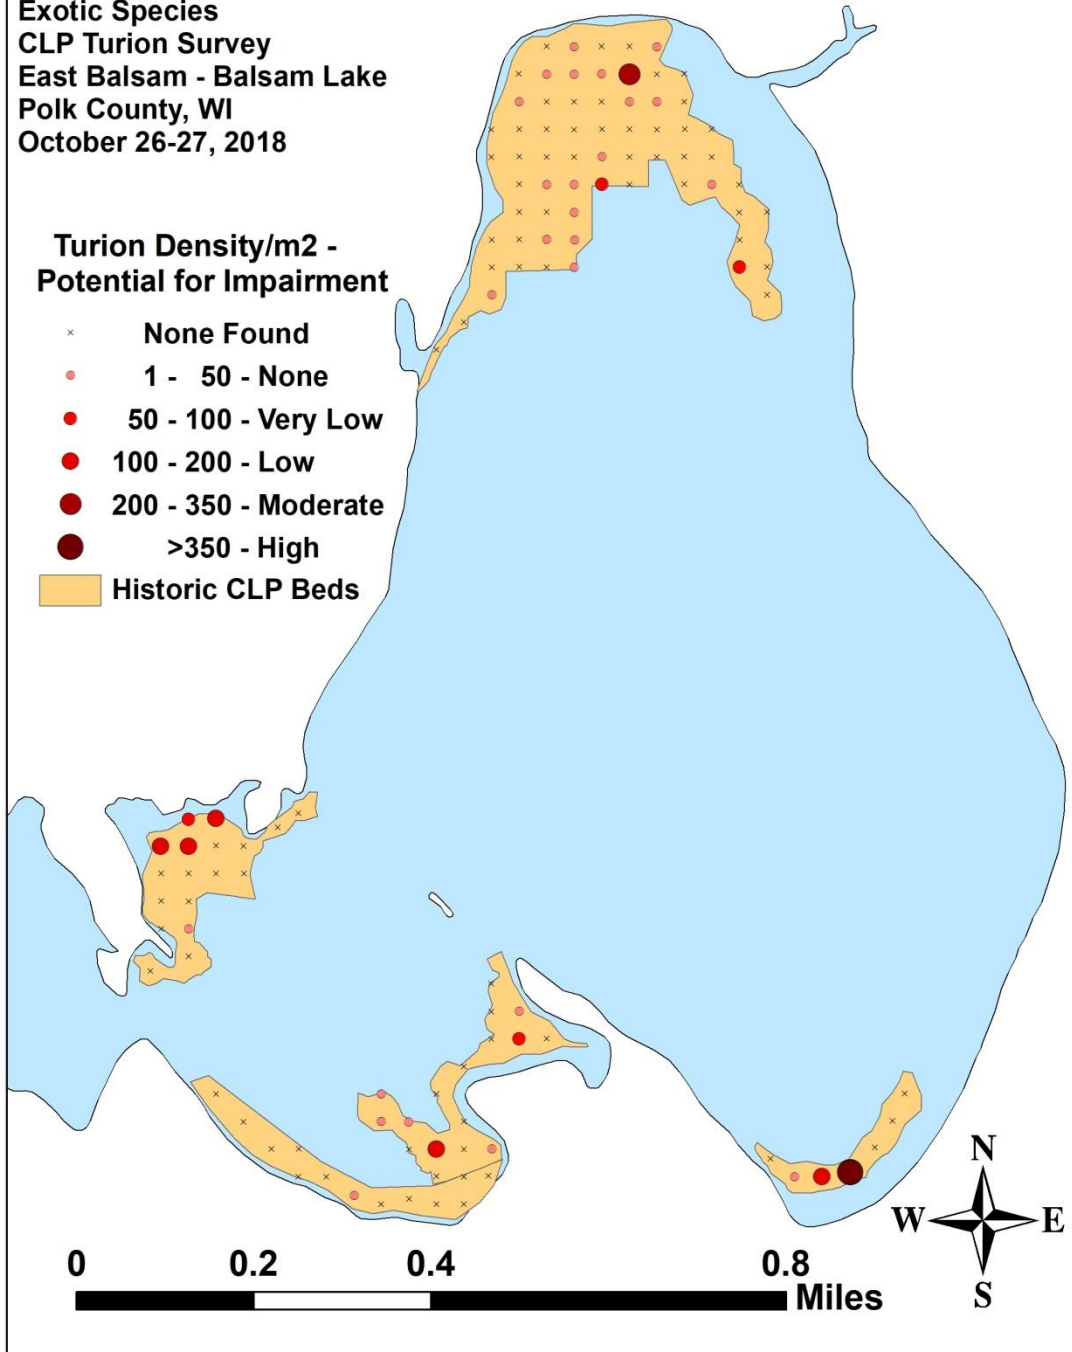 Exotic Species
CLP Turion Survey
East Balsam - Balsam Lake
Polk County, WI
October 26-27, 2018
Turion Density/m2 -
Potential for Impairment
None Found
1 - 50 - None
50 - 100 - Very Low
100 - 200 - Low
200 - 350 - Moderate
>350 - High
Historic CLP Beds
N
W E
S
0 0.2 0.4 0.8
Miles